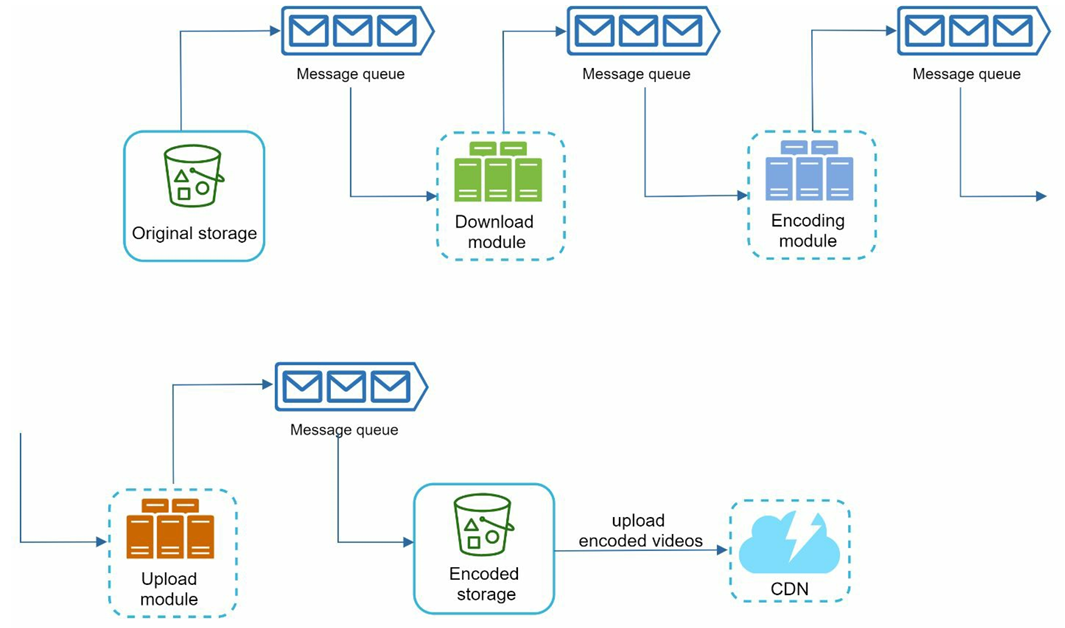 Message queue
Message queue
Message queue
Original storage
Download
module
Encoding
module
Message queue
Upload
module
Encoded
storage
upload
encoded videos
CDN